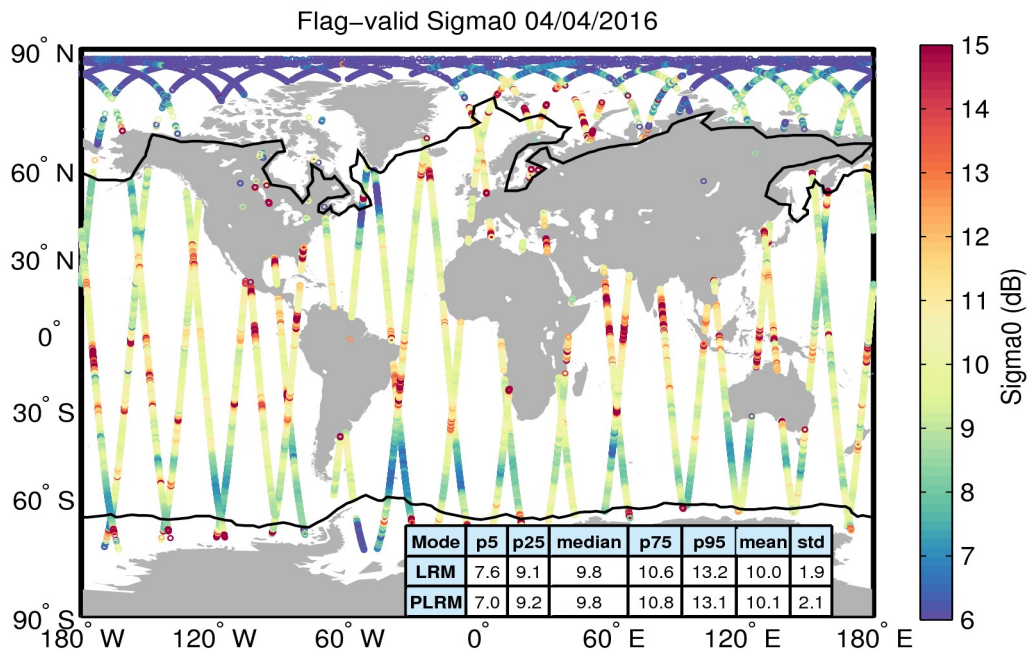 Flag−valid Sigma0 04/04/2016
90° N
60° N
30° N
0°
30° S
60° S
90° S
180° W
120° W
60° W
0°
60° E
120° E
180° E
15
14
13
12
11
10
9
8
7
6
Sigma0 (dB)
Mode p5 p25 median p75 p95 mean std
LRM 7.6 9.1 9.8 10.6 13.2 10.0 1.9
PLRM 7.0 9.2 9.8 10.8 13.1 10.1 2.1